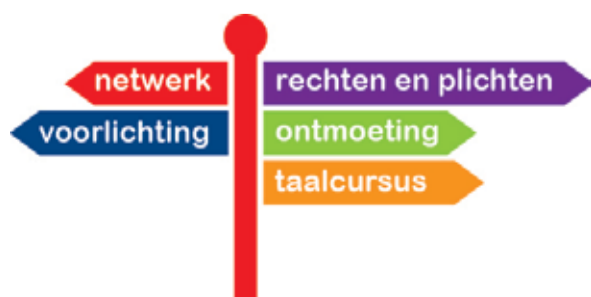 netwerk
rechten en plichten
voorlichting
ontmoeting
taalcursus